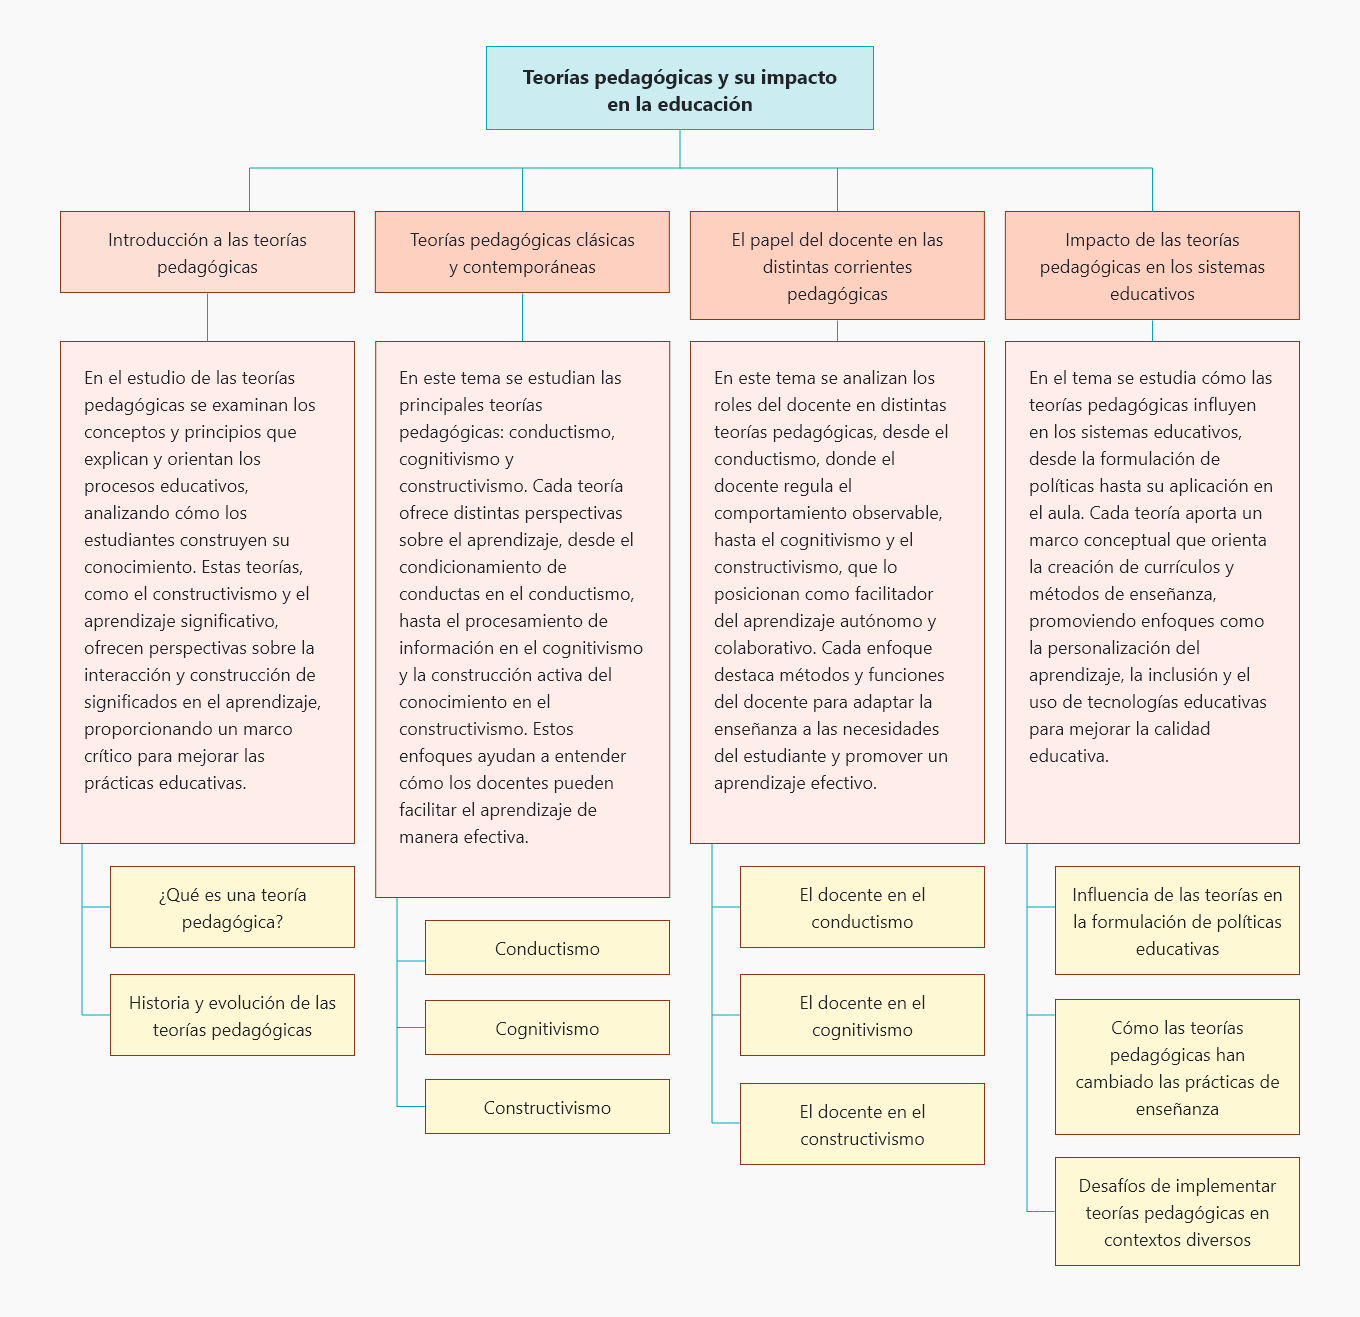 Teorías pedagógicas y su impacto
en la educación
Introducción a las teorías
pedagógicas
En el estudio de las teorías
pedagógicas se examinan los
conceptos y principios que
explican y orientan los
procesos educativos,
analizando cómo los
estudiantes construyen su
conocimiento. Estas teorías,
como el constructivismo y el
aprendizaje significativo,
ofrecen perspectivas sobre la
interacción y construcción de
significados en el aprendizaje,
proporcionando un marco
crítico para mejorar las
prácticas educativas.
¿Qué es una teoría
pedagógica?
Historia y evolución de las
teorías pedagógicas
Teorías pedagógicas clásicas
y contemporáneas
En este tema se estudian las
principales teorías
pedagógicas: conductismo,
cognitivismo y
constructivismo. Cada teoría
ofrece distintas perspectivas
sobre el aprendizaje, desde el
condicionamiento de
conductas en el conductismo,
hasta el procesamiento de
información en el cognitivismo
y la construcción activa del
conocimiento en el
constructivismo. Estos
enfoques ayudan a entender
cómo los docentes pueden
facilitar el aprendizaje de
manera efectiva.
Conductismo
Cognitivismo
Constructivismo
El papel del docente en las
distintas corrientes
pedagógicas
En este tema se analizan los
roles del docente en distintas
teorías pedagógicas, desde el
conductismo, donde el
docente regula el
comportamiento observable,
hasta el cognitivismo y el
constructivismo, que lo
posicionan como facilitador
del aprendizaje autónomo y
colaborativo. Cada enfoque
destaca métodos y funciones
del docente para adaptar la
enseñanza a las necesidades
del estudiante y promover un
aprendizaje efectivo.
El docente en el
conductismo
El docente en el
cognitivismo
El docente en el
constructivismo
Impacto de las teorías
pedagógicas en los sistemas
educativos
En el tema se estudia cómo las
teorías pedagógicas influyen
en los sistemas educativos,
desde la formulación de
políticas hasta su aplicación en
el aula. Cada teoría aporta un
marco conceptual que orienta
la creación de currículos y
métodos de enseñanza,
promoviendo enfoques como
la personalización del
aprendizaje, la inclusión y el
uso de tecnologías educativas
para mejorar la calidad
educativa.
Influencia de las teorías en
la formulación de políticas
educativas
Cómo las teorías
pedagógicas han
cambiado las prácticas de
enseñanza
Desafíos de implementar
teorías pedagógicas en
contextos diversos